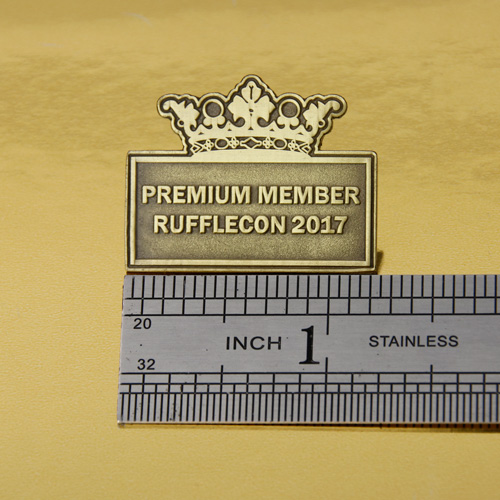 PREMIUM MEMBER
RUFFLECON 2017
20
INCH 1 STAINLESS
32